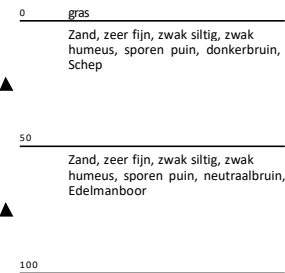 0 gras
Zand, zeer fijn, zwak siltig, zwak
humeus, sporen puin, donkerbruin,
Schep
50
Zand, zeer fijn, zwak siltig, zwak
humeus, sporen puin, neutraalbruin,
Edelmanboor
100